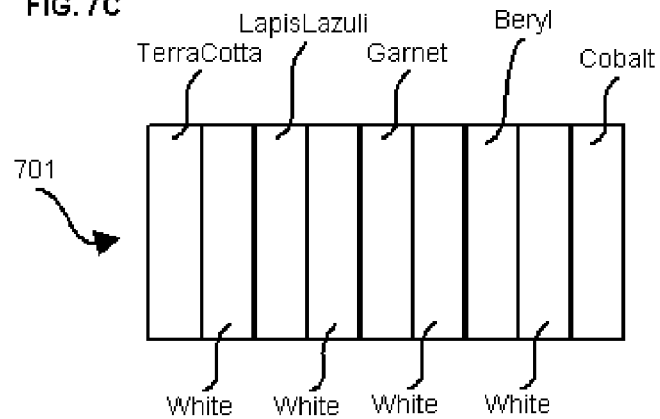 FIG. 7C
LapisLazuli
Beryl
TerraCotta
Garnet
Cobalt
701
White
White
White
White